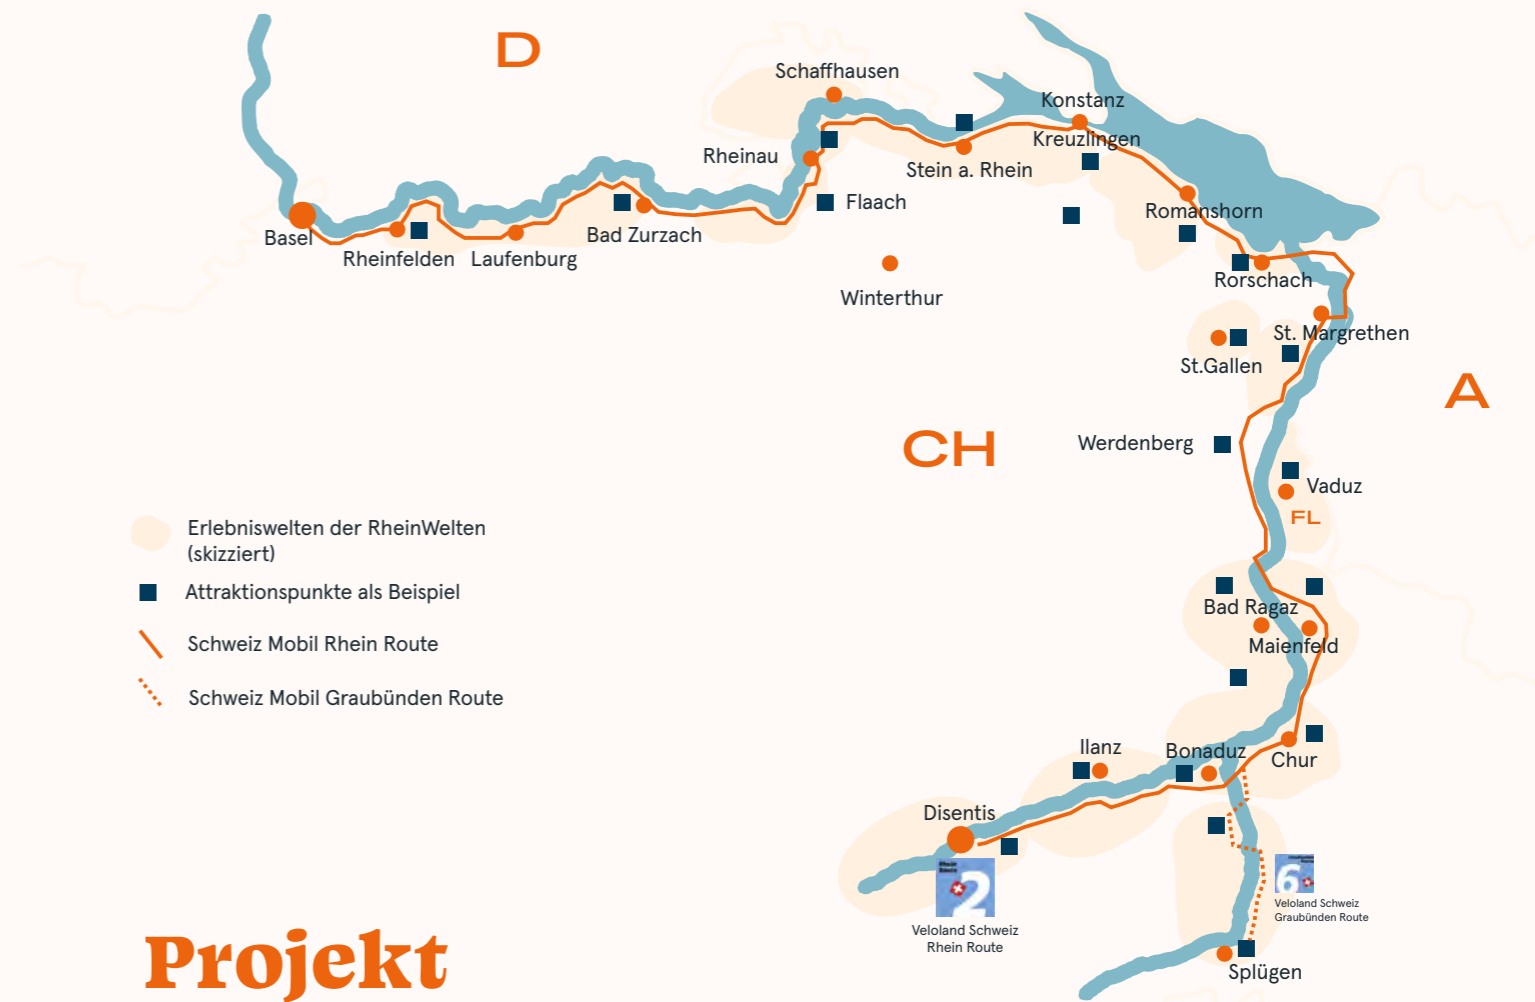 D
Schaffhausen
Konstanz
Kreuzlingen
Rheinau
Stein a. Rhein
Flaach
Romanshorn
Basel
Rheinfelden
Laufenburg
Bad Zurzach
Rorschach
Winterthur
St. Margrethen
St.Gallen
A
CH
Werdenberg
Vaduz
FL
Erlebniswelten der RheinWelten
(skizziert)
Attraktionspunkte als Beispiel
Schweiz Mobil Rhein Route
Schweiz Mobil Graubünden Route
Bad Ragaz
Maienfeld
Ilanz
Bonaduz
Chur
Disentis
Rhein
Route
2
Veloland Schweiz
Rhein Route
6
Veloland Schweiz
Graubünden Route
Splügen
Projekt